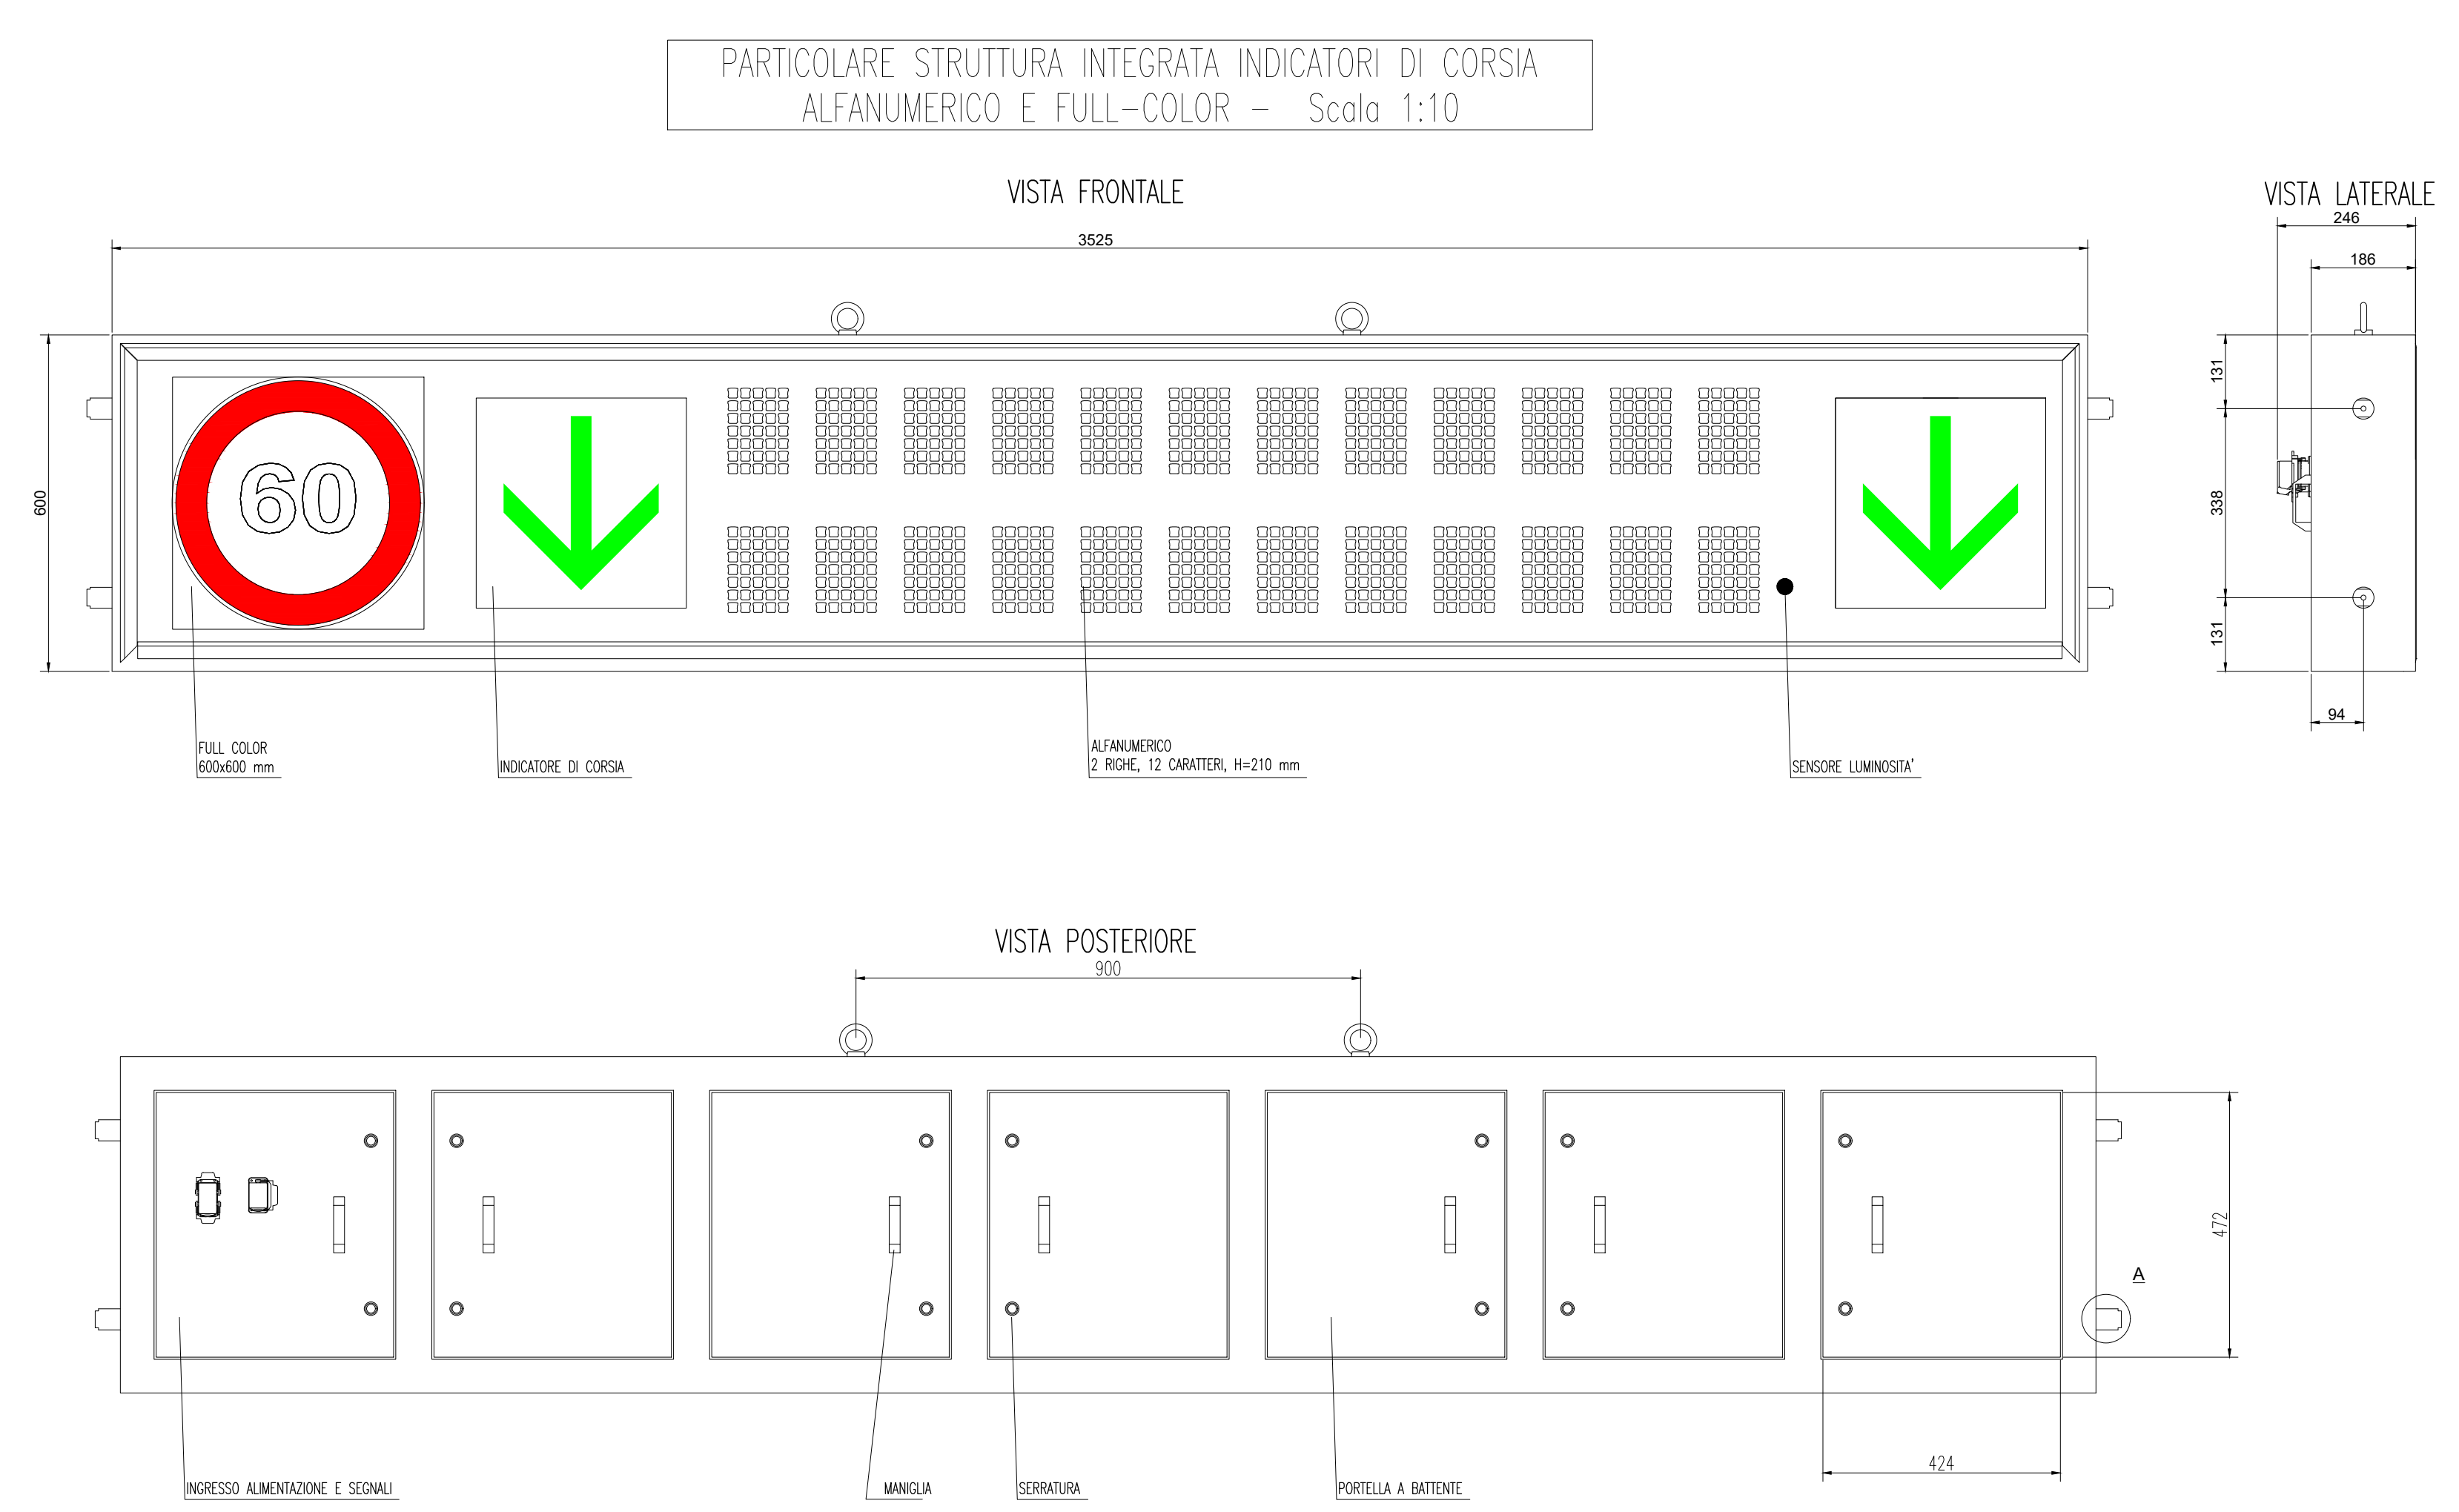 PARTICOLARE STRUTTURA INTEGRATA INDICATORI DI CORSIA
ALFANUMERICO E FULL-COLOR - Scala 1:10
VISTA FRONTALE
VISTA LATERALE
3525
246
186
600
60
131
338
131
94
FULL COLOR
600x600 mm
INDICATORE DI CORSIA
ALFANUMERICO
2 RIGHE, 12 CARATTERI, H=210 mm
SENSORE LUMINOSITA'
VISTA POSTERIORE
900
472
A
424
INGRESSO ALIMENTAZIONE E SEGNALI
MANIGLIA
SERRATURA
PORTELLA A BATTENTE